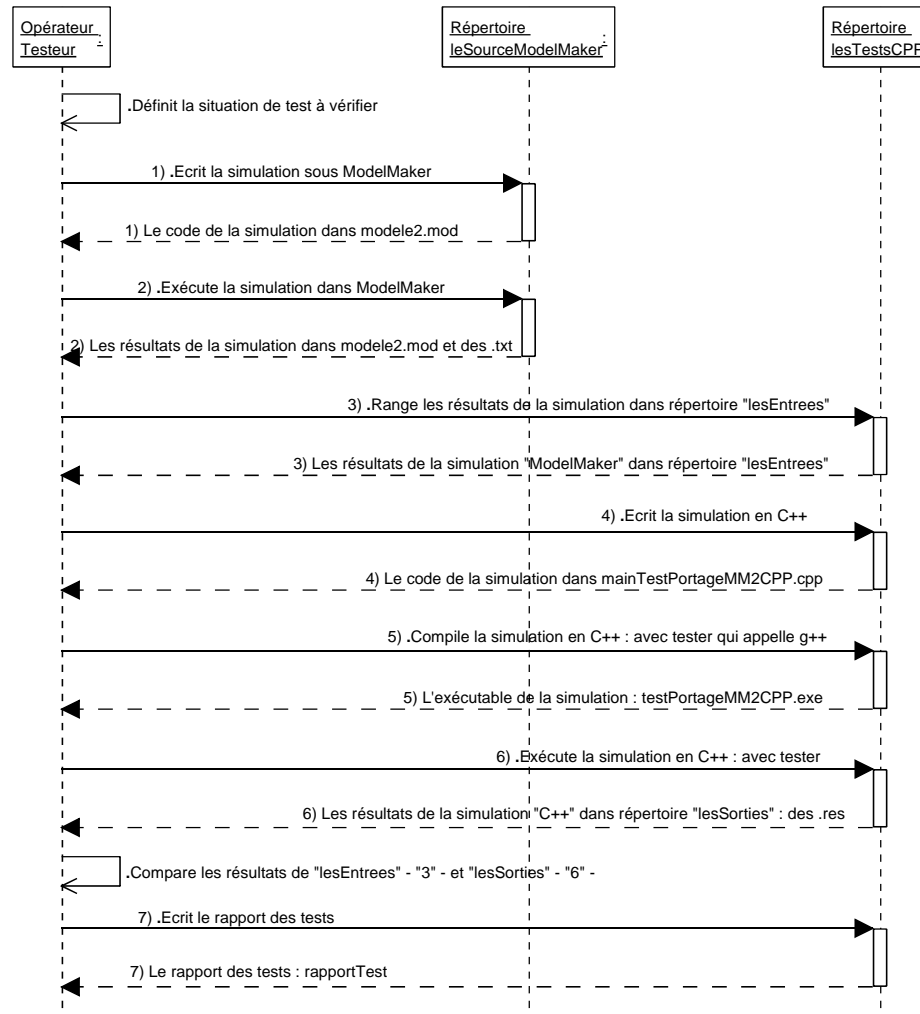 Opérateur :
Testeur
Répertoire :
leSourceModelMaker
Répertoire
lesTestsCPP
.Définit la situation de test à vérifier
1) .Ecrit la simulation sous ModelMaker
1) Le code de la simulation dans modele2.mod
2) .Exécute la simulation dans ModelMaker
2) Les résultats de la simulation dans modele2.mod et des .txt
3) .Range les résultats de la simulation dans répertoire "lesEntrees"
3) Les résultats de la simulation "ModelMaker" dans répertoire "lesEntrees"
4) .Ecrit la simulation en C++
4) Le code de la simulation dans mainTestPortageMM2CPP.cpp
5) .Compile la simulation en C++ : avec tester qui appelle g++
5) L'exécutable de la simulation : testPortageMM2CPP.exe
6) .Exécute la simulation en C++ : avec tester
6) Les résultats de la simulation "C++" dans répertoire "lesSorties" : des .res
.Compare les résultats de "lesEntrees" - "3" - et "lesSorties" - "6" -
7) .Ecrit le rapport des tests
7) Le rapport des tests : rapportTest